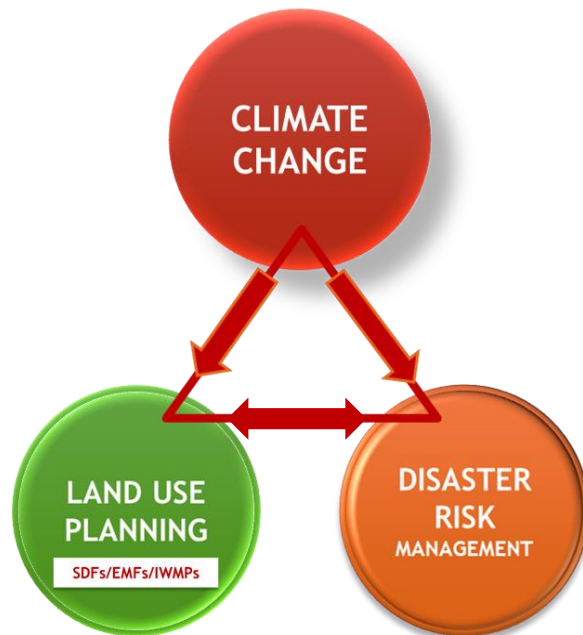 CLIMATE
CHANGE
LAND USE
PLANNING
SDFs/EMFs/IWMPs
DISASTER
RISK
MANAGEMENT